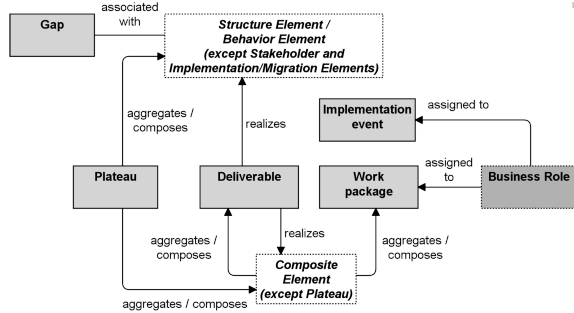 associated
with
Gap
Structure Element /
Behavior Element
(except Stakeholder and
Implementation/Migration Elements)
aggregates /
composes
realizes
Implementation
event
assigned to
Plateau
Deliverable
Work
package
assigned
to
Business Role
aggregates /
composes
realizes
aggregates /
composes
Composite
Element
(except Plateau)
aggregates / composes